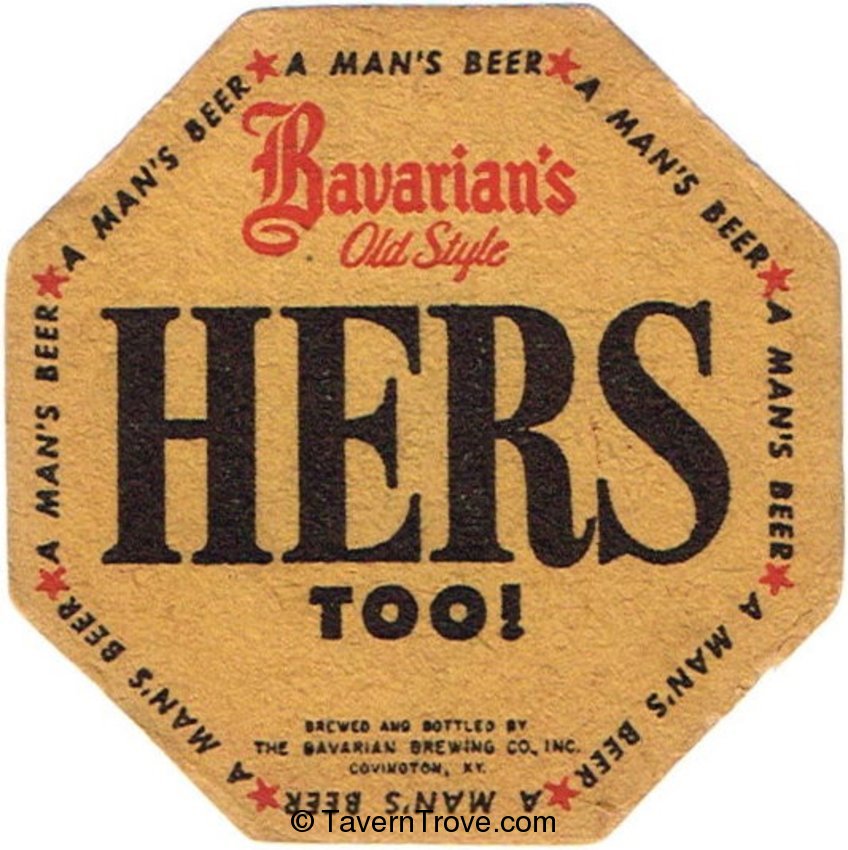 A MAN'S BEER
A MAN'S BEER
A MAN'S BEER
A MAN'S BEER
A MAN'S BEER
A MAN'S BEER
A MAN'S BEER
A MAN'S BEER
Bavarian's
Old Style
HERS
TOO!
BREWED AND BOTTLED BY
THE BAVARIAN BREWING CO., INC.
COVINGTON, KY.
© TavernTrove.com